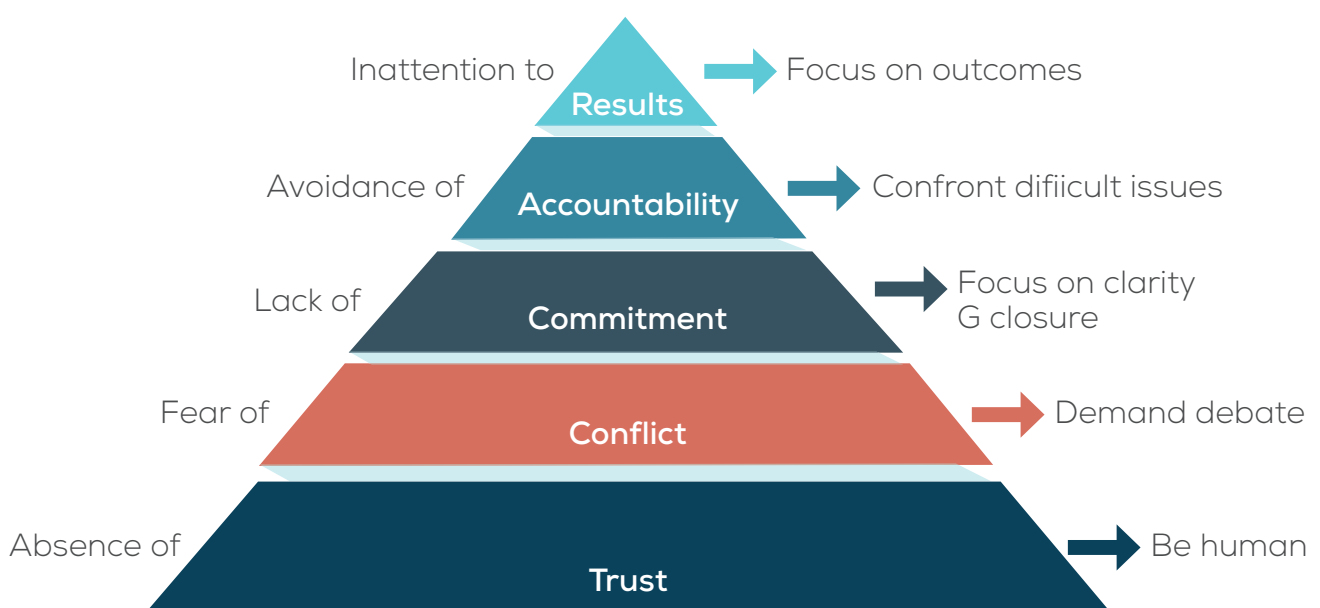 Inattention to
Results
Focus on outcomes
Avoidance of
Accountability
Confront difiicult issues
Lack of
Commitment
Focus on clarity
G closure
Fear of
Conflict
Demand debate
Absence of
Trust
Be human